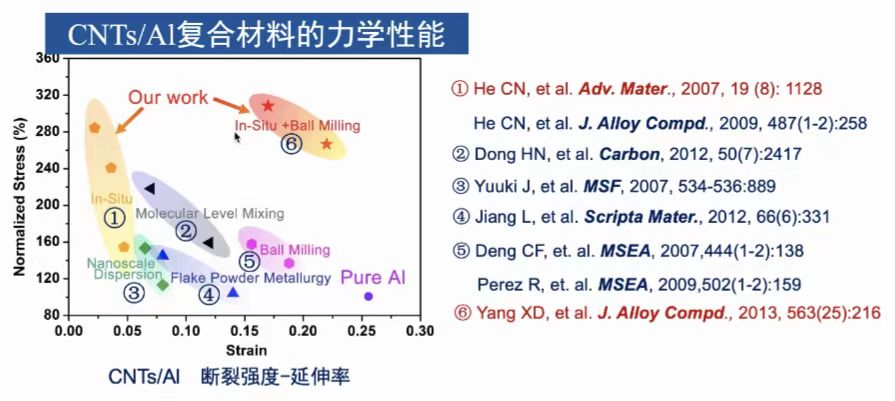 CNTs/Al复合材料的力学性能
360
320
280
240
200
160
120
80
Normalized Stress (%)
0.00 0.05 0.10 0.15 0.20 0.25 0.30
Strain
Our work
In-Situ +Ball Milling
⑥
In-Situ
①
Molecular Level Mixing
②
Nanoscale
Dispersion
③
Flake Powder Metallurgy
④
Ball Milling
⑤
Pure Al
CNTs/Al 断裂强度-延伸率
① He CN, et al. Adv. Mater., 2007, 19 (8): 1128
He CN, et al. J. Alloy Compd., 2009, 487(1-2):258
② Dong HN, et al. Carbon, 2012, 50(7):2417
③ Yuuki J, et al. MSF, 2007, 534-536:889
④ Jiang L, et al. Scripta Mater., 2012, 66(6):331
⑤ Deng CF, et. al. MSEA, 2007,444(1-2):138
Perez R, et. al. MSEA, 2009,502(1-2):159
⑥ Yang XD, et al. J. Alloy Compd., 2013, 563(25):216